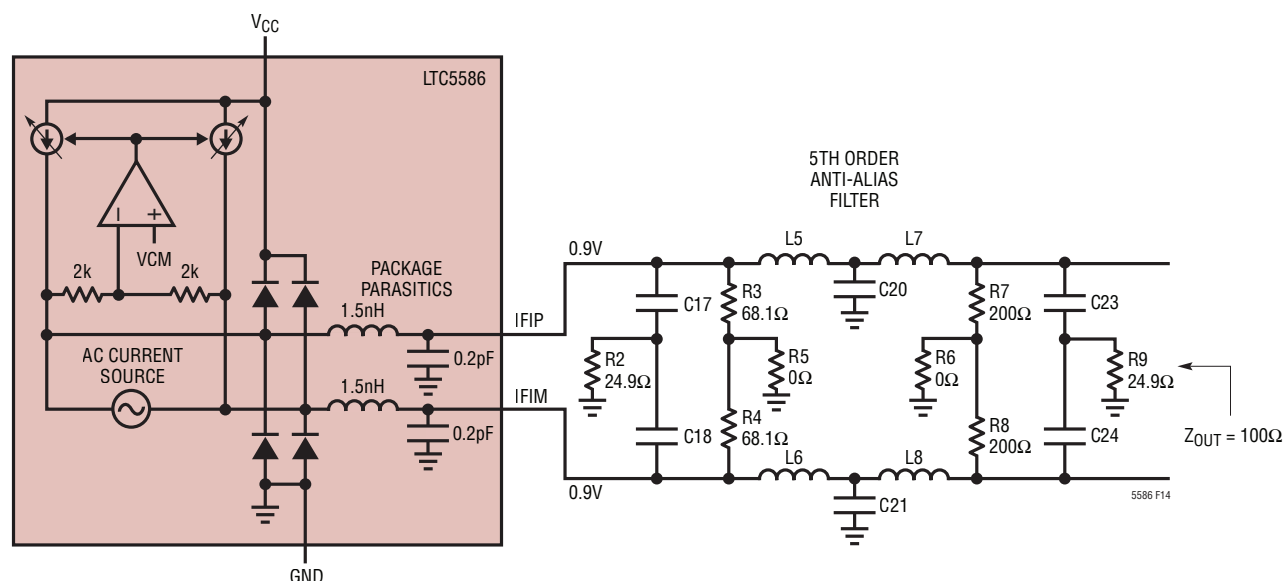 VCC
LTC5586
VCM
2k
2k
PACKAGE
PARASITICS
1.5nH
0.2pF
AC CURRENT
SOURCE
1.5nH
0.2pF
GND
IFIP
IFIM
0.9V
0.9V
5TH ORDER
ANTI-ALIAS
FILTER
C17
R2
24.9Ω
C18
R3
68.1Ω
R5
0Ω
R4
68.1Ω
L5
L7
C20
L6
L8
C21
R7
200Ω
R6
0Ω
R8
200Ω
C23
R9
24.9Ω
C24
ZOUT = 100Ω
5586 F14